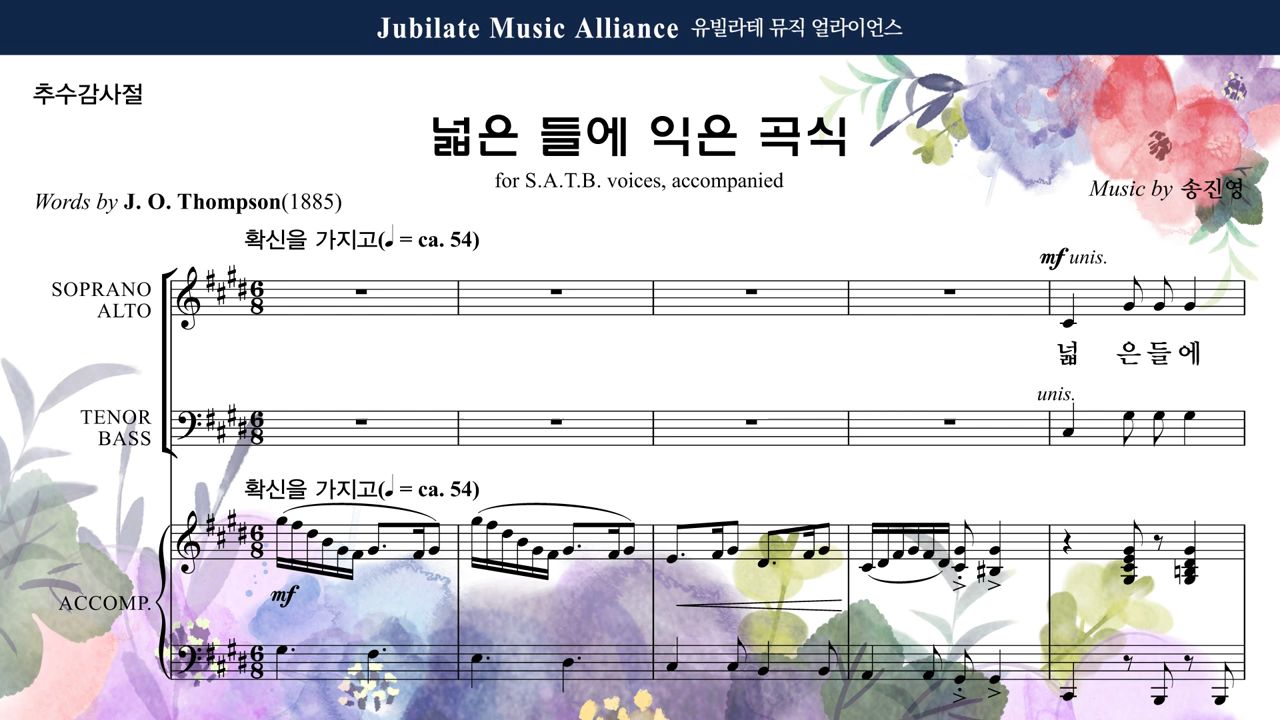 Jubilate Music Alliance 유빌라테 뮤직 얼라이언스
추수감사절
넓은 들에 익은 곡식
for S.A.T.B. voices, accompanied
Words by J. O. Thompson(1885)
Music by 송진영
확신을 가지고(♩= ca. 54)
mf unis.
SOPRANO
ALTO
넓 은 들 에
unis.
TENOR
BASS
확신을 가지고(♩= ca. 54)
mf
ACCOMP.